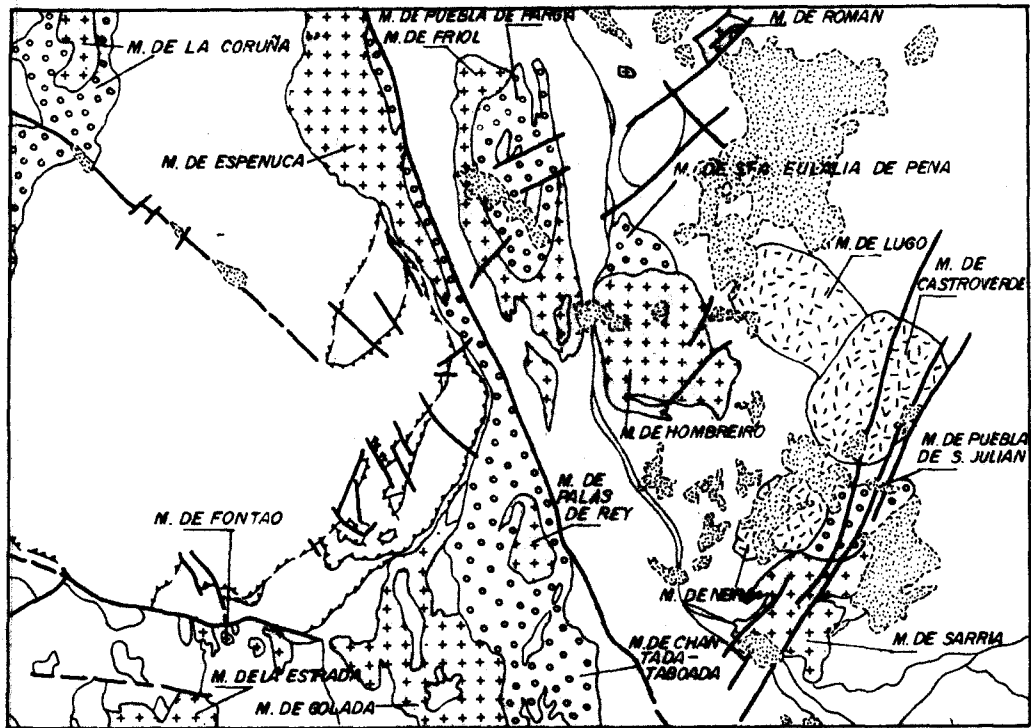 M. DE PUEBLA DE PARGA
M. DE ROMAN
M. DE FRIOL
M. DE LA CORUÑA
M. DE ESPENUCA
M. DE STA EULALIA DE PENA
M. DE LUGO
M. DE
CASTROVERDE
M. DE HOMBREIRO
M. DE PUEBLA
DE S. JULIAN
M. DE
PALAS
DE REY
M. DE FONTAO
M. DE
M. DE CHAN
TADA-
TABOADA
M. DE SARRIA
M. DE LA ESTRADA
M. DE GOLADA